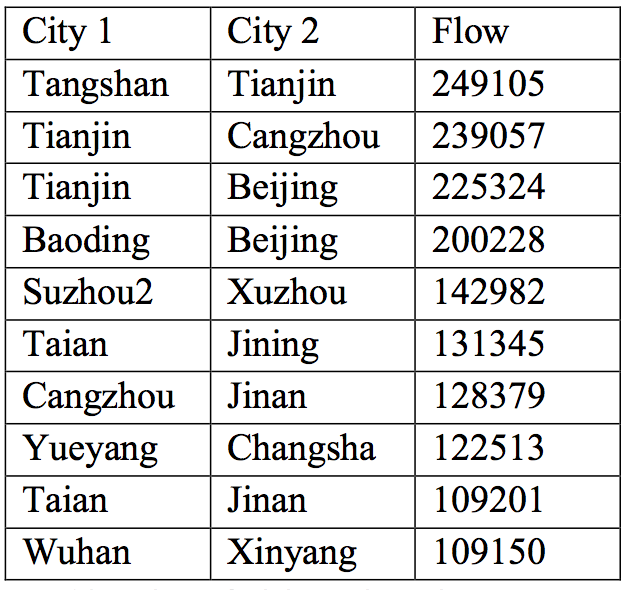 City 1 City 2 Flow
Tangshan Tianjin 249105
Tianjin Cangzhou 239057
Tianjin Beijing 225324
Baoding Beijing 200228
Suzhou2 Xuzhou 142982
Taian Jining 131345
Cangzhou Jinan 128379
Yueyang Changsha 122513
Taian Jinan 109201
Wuhan Xinyang 109150